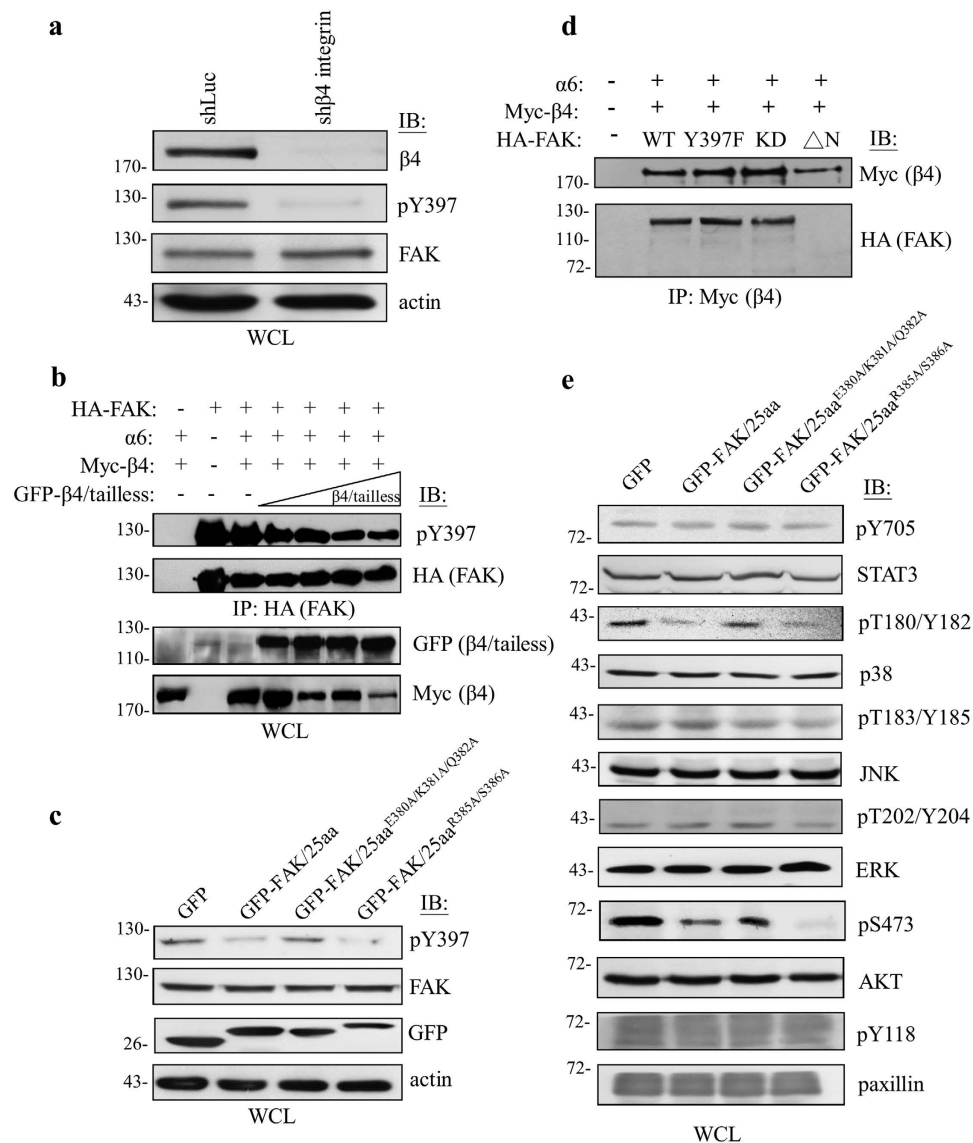 a
shLuc
shβ4 integrin
IB:
170-
β4
130-
pY397
130-
FAK
43-
actin
WCL
b
HA-FAK: - + + + + + +
α6: + - + + + + +
Myc-β4: + - + + + + +
GFP-β4/tailless: - - - β4/tailless
IB:
130-
pY397
130-
HA (FAK)
IP: HA (FAK)
130-
110-
GFP (β4/tailess)
170-
Myc (β4)
WCL
c
GFP
GFP-FAK/25aa
GFP-FAK/25aaE380A/K381A/Q382A
GFP-FAK/25aaR385A/S386A
IB:
130-
pY397
130-
FAK
26-
GFP
43-
actin
WCL
d
α6: - + + + +
Myc-β4: - + + + +
HA-FAK: - WT Y397F KD △N
IB:
170-
Myc (β4)
130-
110-
72-
HA (FAK)
IP: Myc (β4)
e
GFP
GFP-FAK/25aa
GFP-FAK/25aaE380A/K381A/Q382A
GFP-FAK/25aaR385A/S386A
IB:
72-
pY705
72-
STAT3
43-
pT180/Y182
43-
p38
43-
pT183/Y185
43-
JNK
43-
pT202/Y204
43-
ERK
72-
pS473
72-
AKT
72-
pY118
72-
paxillin
WCL